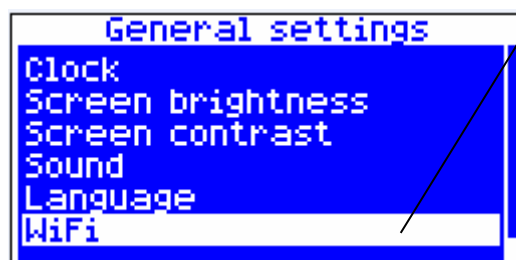 General settings
Clock
Screen brightness
Screen contrast
Sound
Language
WiFi